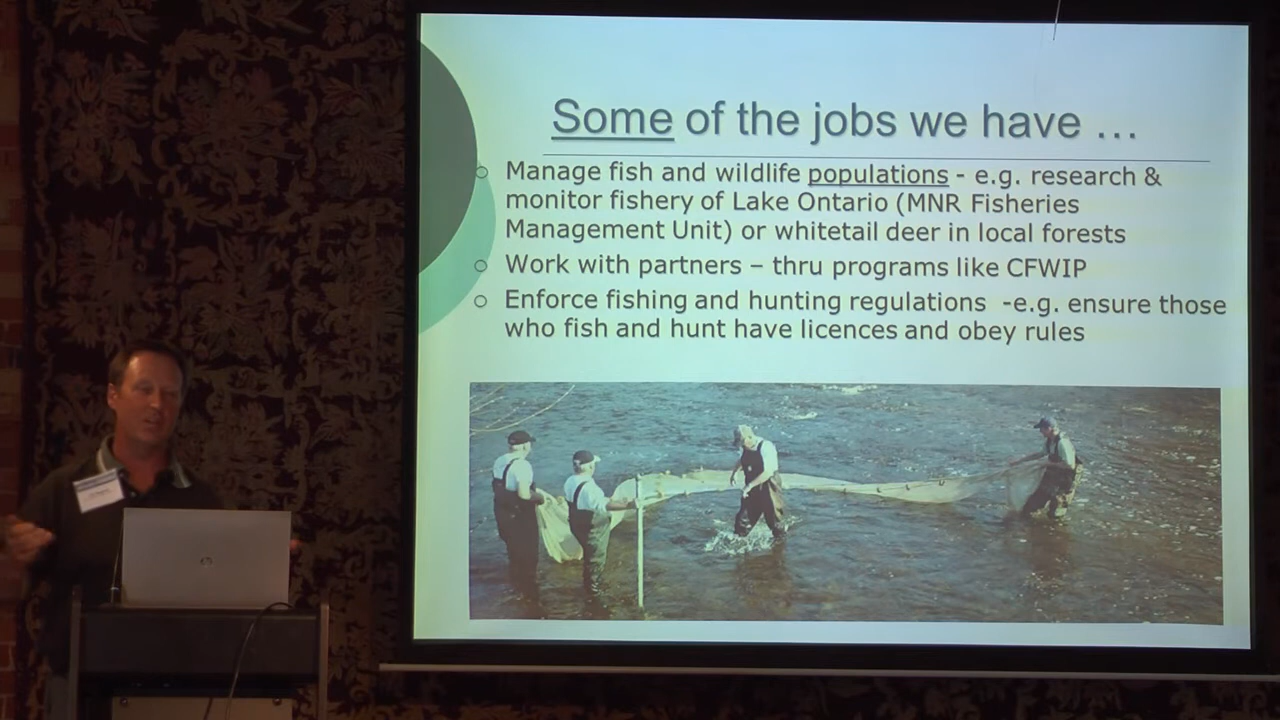 Some of the jobs we have ...
Manage fish and wildlife populations - e.g. research &
monitor fishery of Lake Ontario (MNR Fisheries
Management Unit) or whitetail deer in local forests
Work with partners – thru programs like CFWIP
Enforce fishing and hunting regulations -e.g. ensure those
who fish and hunt have licences and obey rules
hp